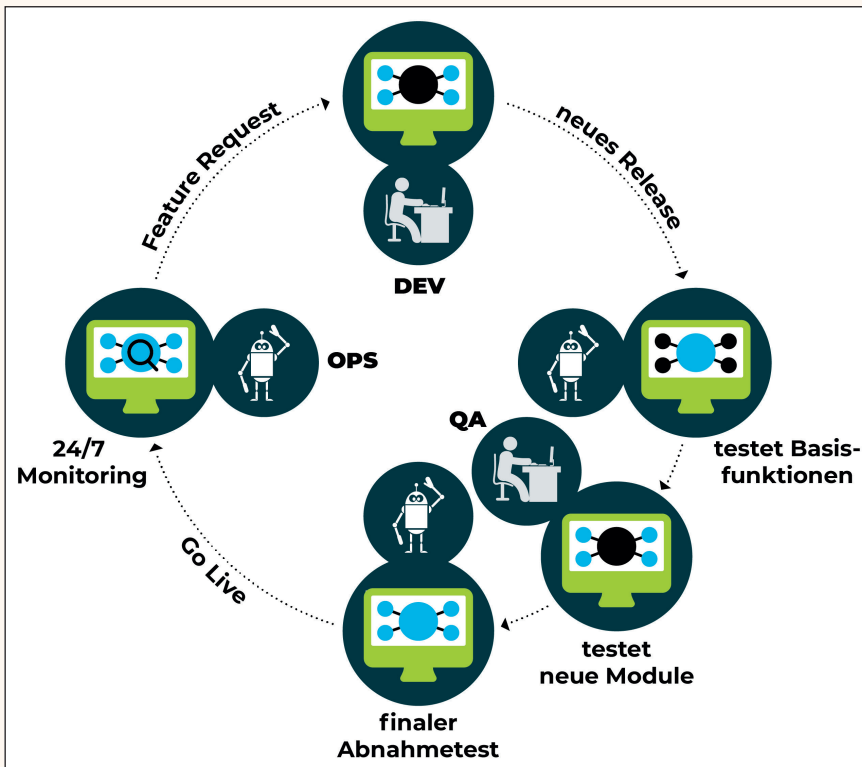 Feature Request
neues Release
DEV
OPS
QA
24/7
Monitoring
testet Basis-
funktionen
Go Live
testet
neue Module
finaler
Abnahmetest